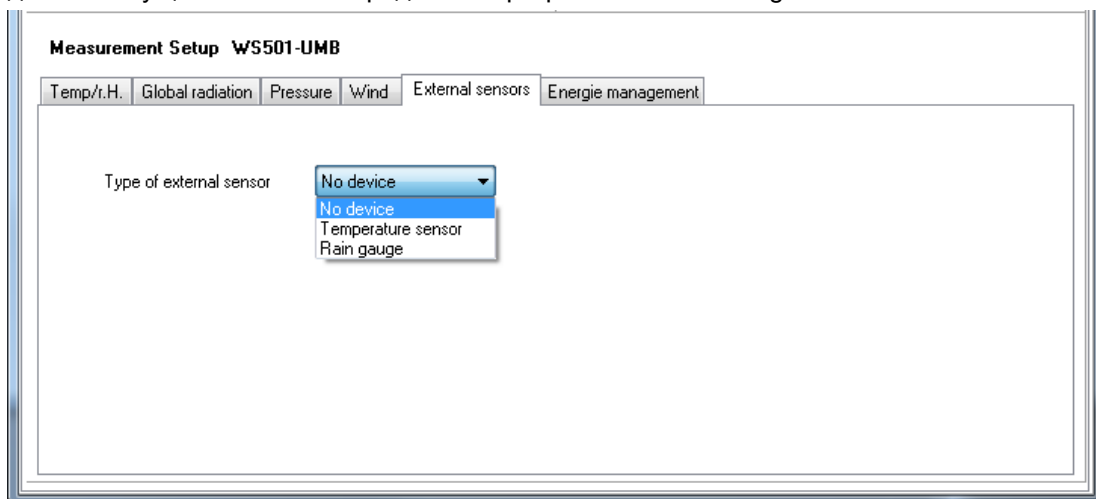 Measurement Setup WS501-UMB
Temp/r.H. Global radiation Pressure Wind External sensors Energie management
Type of external sensor No device
No device
Temperature sensor
Rain gauge